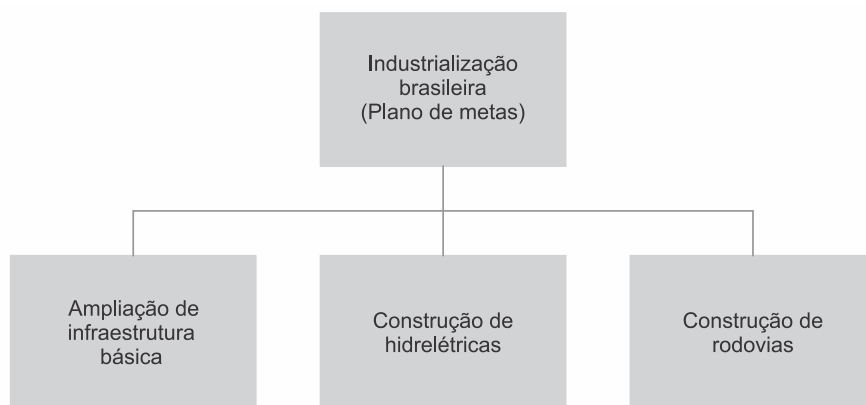 Industrialização
brasileira
(Plano de metas)
Ampliação de
infraestrutura
básica
Construção de
hidrelétricas
Construção de
rodovias